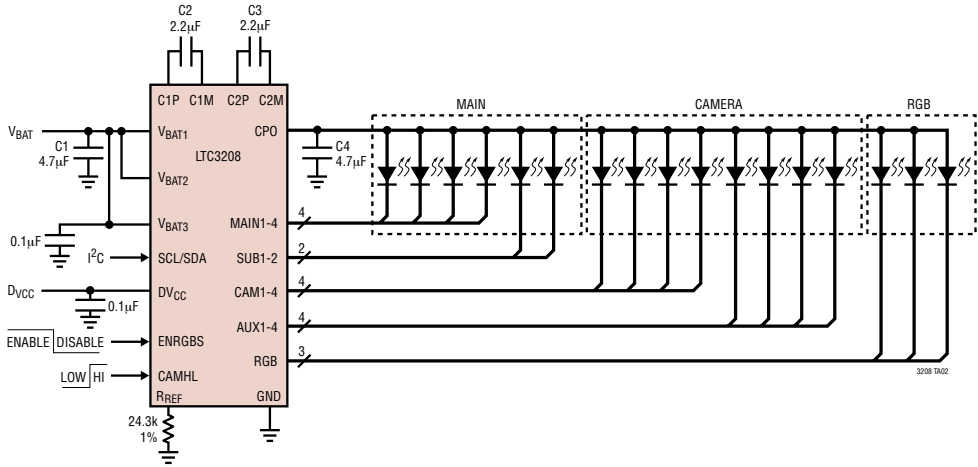 C2
2.2µF
C3
2.2µF
C1P C1M C2P C2M
MAIN
CAMERA
RGB
VBAT
VBAT1
CPO
C1
4.7µF
LTC3208
C4
4.7µF
VBAT2
VBAT3
MAIN1-4
4
0.1µF
I2C
SCL/SDA
SUB1-2
2
DVCC
DVCC
CAM1-4
4
0.1µF
AUX1-4
4
ENABLE DISABLE
ENRGBS
RGB
3
3208 TA02
LOW HI
CAMHL
RREF
GND
24.3k
1%